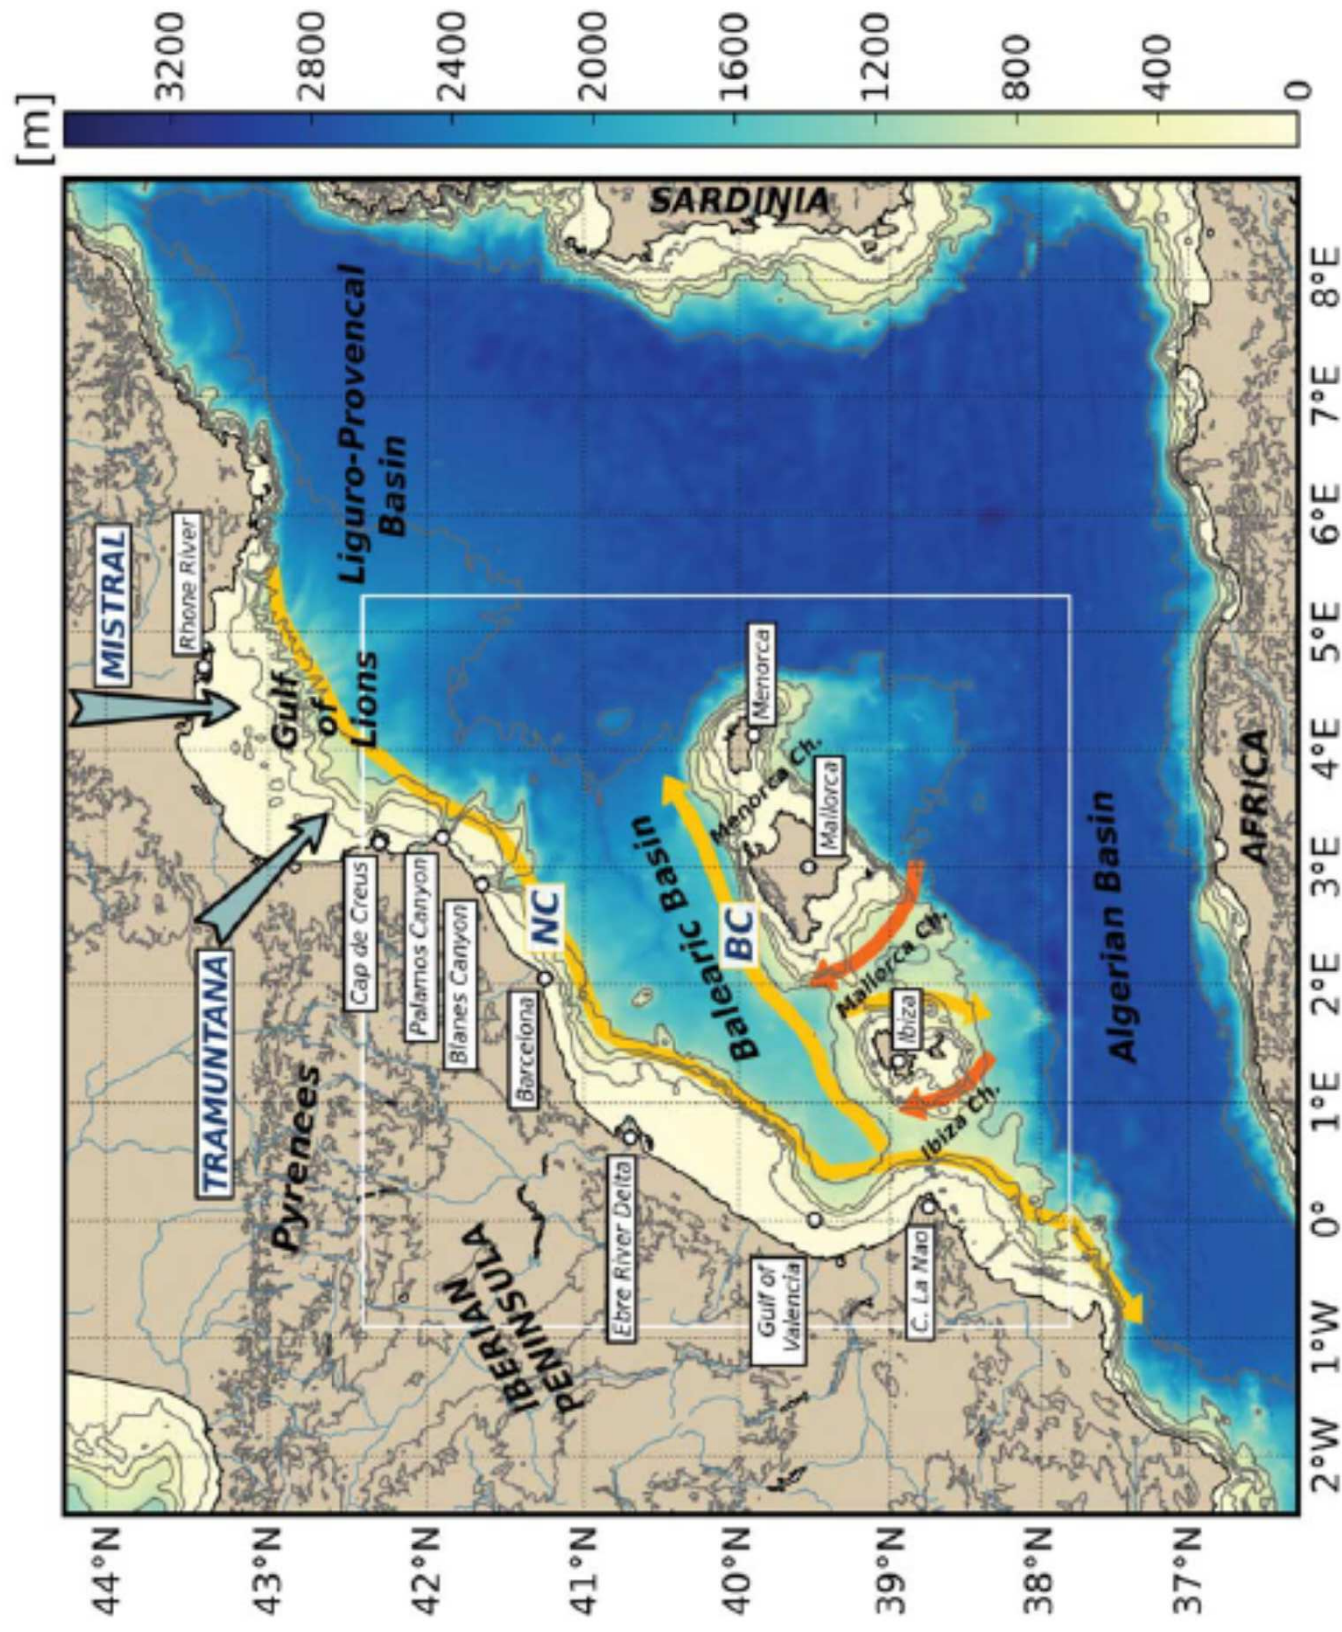 [m]
3200
2800
2400
2000
1600
1200
800
400
0
MISTRAL
Rhone River
TRAMUNTANA
Gulf
of
Lions
Liguro-Provencal
Basin
SARDINIA
Pyrenees
Cap de Creus
Palamos Canyon
Blanes Canyon
Barcelona
NC
IBERIAN
PENINSULA
Ebre River Delta
Balearic Basin
BC
Menorca Ch.
Menorca
Mallorca
Mallorca Ch.
Ibiza
Ibiza Ch.
Gulf of
Valencia
C. La Nao
Algerian Basin
AFRICA
44°N
43°N
42°N
41°N
40°N
39°N
38°N
37°N
2°W
1°W
0°
1°E
2°E
3°E
4°E
5°E
6°E
7°E
8°E